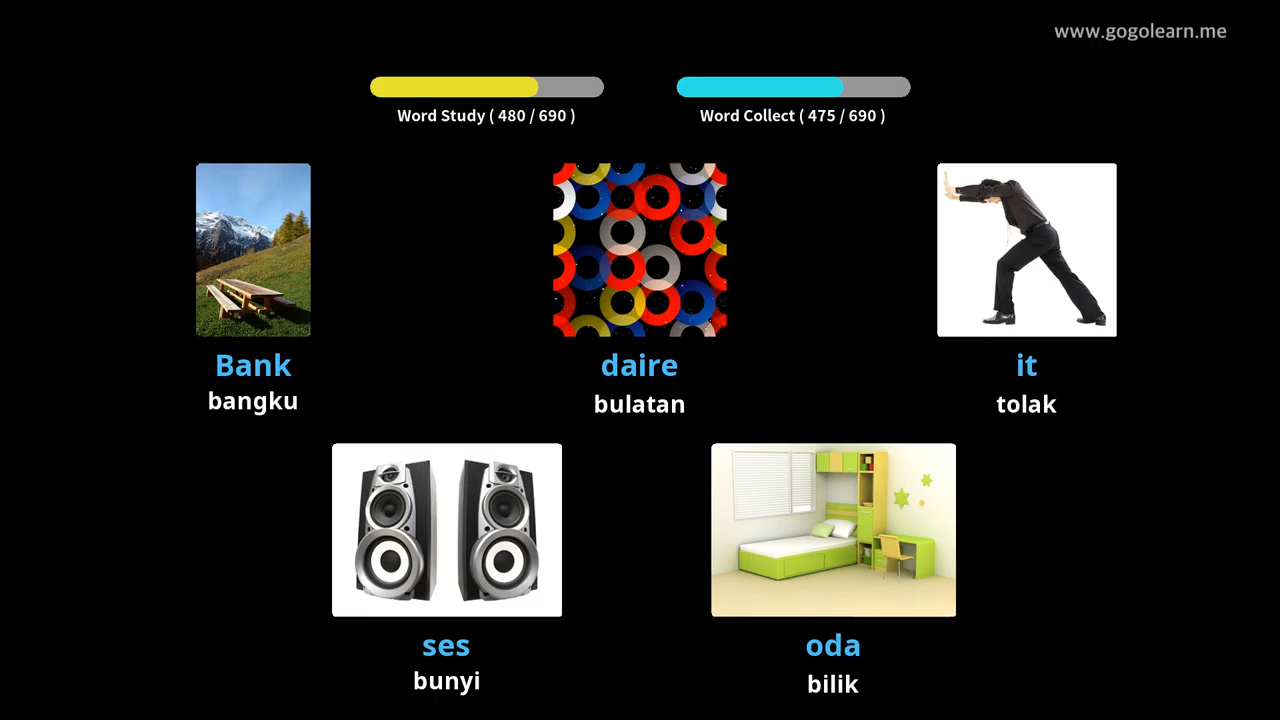 www.gogolearn.me
Word Study ( 480 / 690 )
Word Collect ( 475 / 690 )
Bank
bangku
daire
bulatan
it
tolak
ses
bunyi
oda
bilik